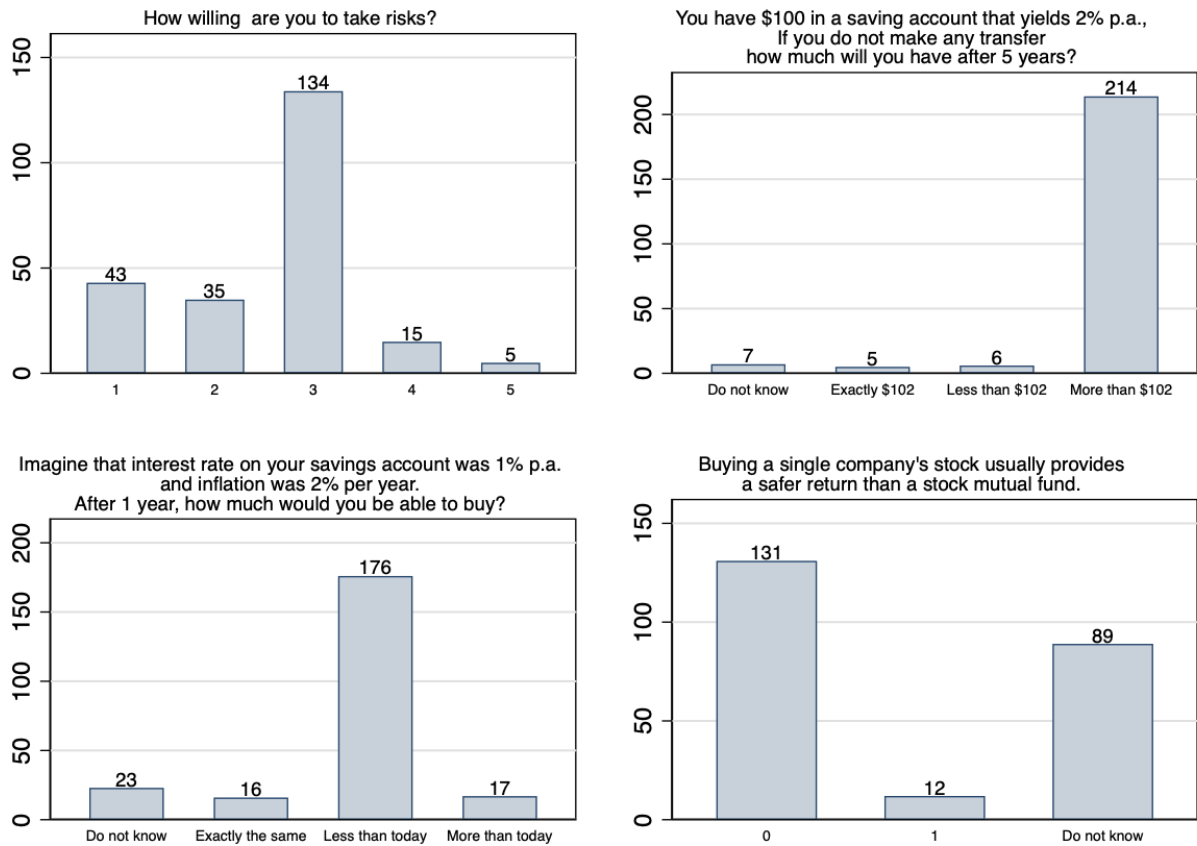 How willing  are you to take risks?
150
100
50
0
43
35
134
15
5
1 2 3 4 5
You have $100 in a saving account that yields 2% p.a.,
If you do not make any transfer
how much will you have after 5 years?
200
150
100
50
0
7
5
6
214
Do not know Exactly $102 Less than $102 More than $102
Imagine that interest rate on your savings account was 1% p.a.
and inflation was 2% per year.
After 1 year, how much would you be able to buy?
200
150
100
50
0
23
16
176
17
Do not know Exactly the same Less than today More than today
Buying a single company's stock usually provides
a safer return than a stock mutual fund.
150
100
50
0
131
12
89
0 1 Do not know